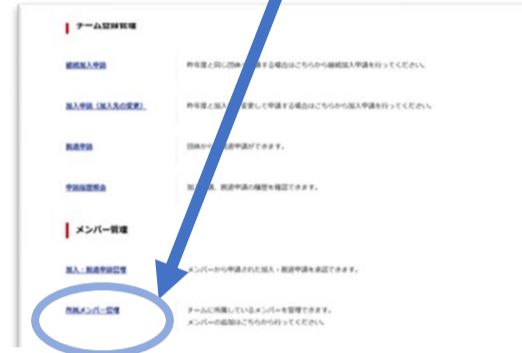 チーム登録管理
継続加入申請
昨年度と同じ団体 申請する場合はこちらから継続加入申請を行ってください。
加入申請（加入先の変更）
昨年度と加入 変更して申請する場合はこちらから加入申請を行ってください。
脱退申請
団体から 脱退申請ができます。
申請履歴照会
加 請、脱退申請の履歴を確認できます。
メンバー管理
加入・脱退申請管理
メンバーから申請された加入・脱退申請を承認できます。
所属メンバー管理
チームに所属しているメンバーを管理できます。
メンバーの追加はこちらから行ってください。